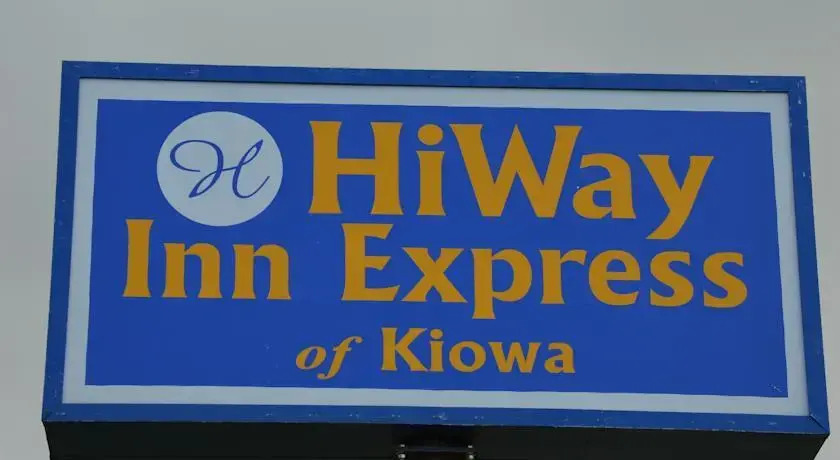 H HiWay
Inn Express
of Kiowa